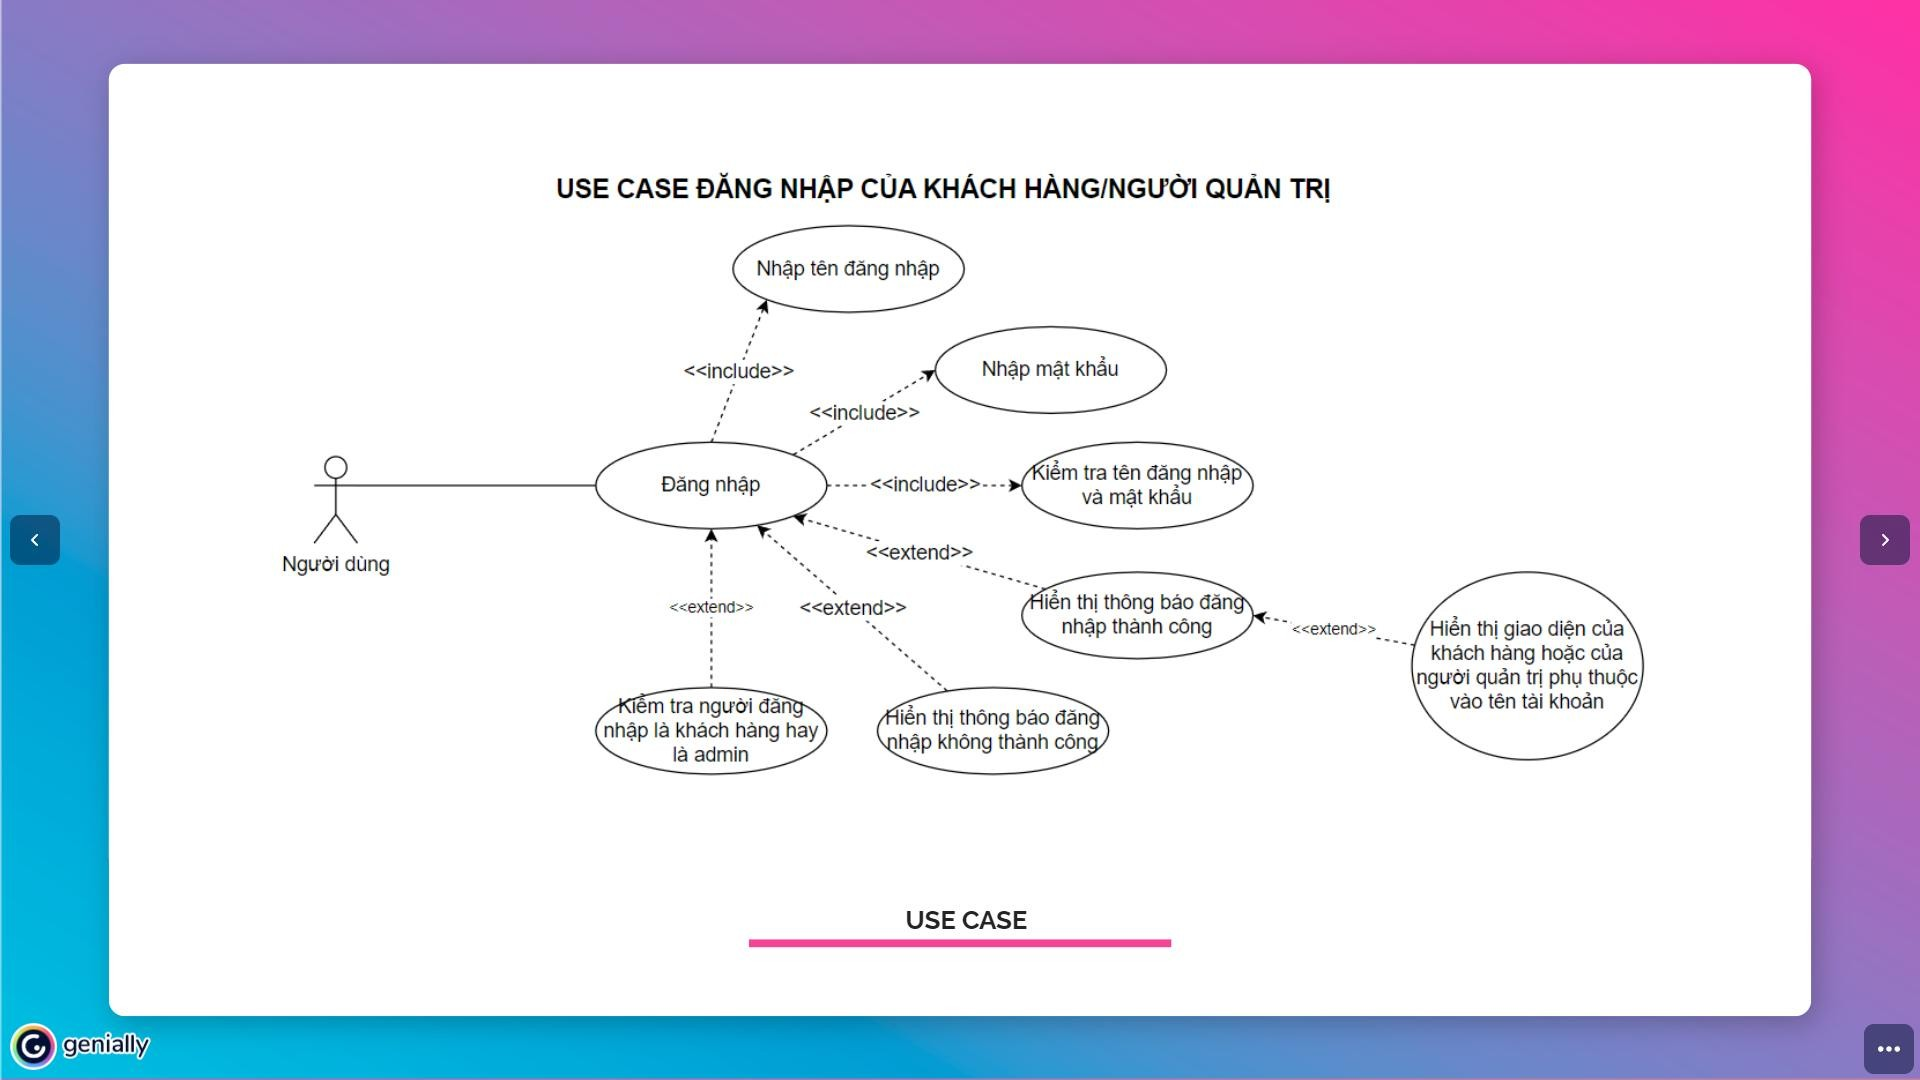 USE CASE ĐĂNG NHẬP CỦA KHÁCH HÀNG/NGƯỜI QUẢN TRỊ
Nhập tên đăng nhập
<<include>>
Nhập mật khẩu
<<include>>
Đăng nhập
<<include>>
Kiểm tra tên đăng nhập
và mật khẩu
Người dùng
<<extend>>
<<extend>>
<<extend>>
Hiển thị thông báo đăng
nhập thành công
<<extend>>
Hiển thị giao diện của
khách hàng hoặc của
người quản trị phụ thuộc
vào tên tài khoản
Kiểm tra người đăng
nhập là khách hàng hay
là admin
Hiển thị thông báo đăng
nhập không thành công
USE CASE
genially